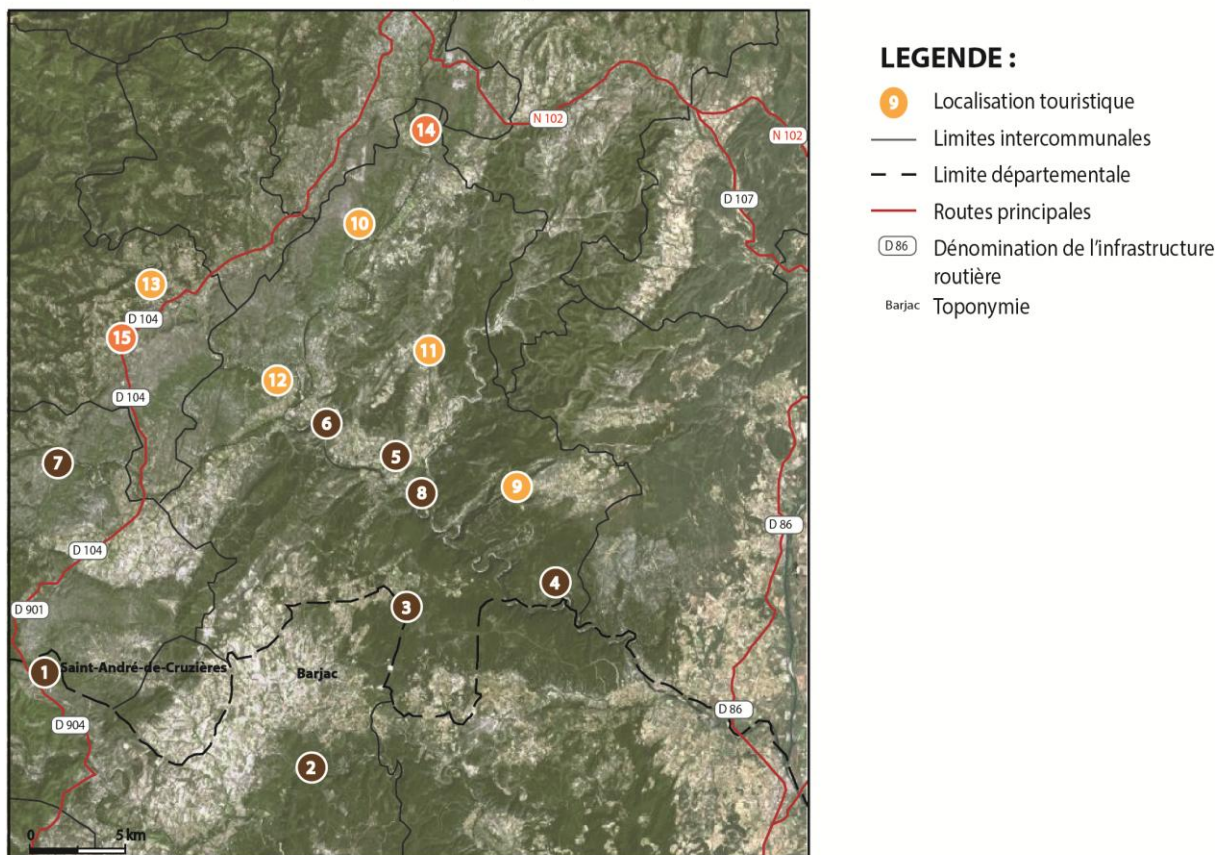 LEGENDE :
9 Localisation touristique
Limites intercommunales
Limite départementale
Routes principales
D 86 Dénomination de l'infrastructure
routière
Barjac Toponymie
14
N 102
N 102
D 107
10
13
D 104
15
11
12
D 104
6
5
7
8
9
D 86
D 104
4
3
D 901
1
Saint-André-de-Cruzières
Barjac
D 86
D 904
2
0 5 km